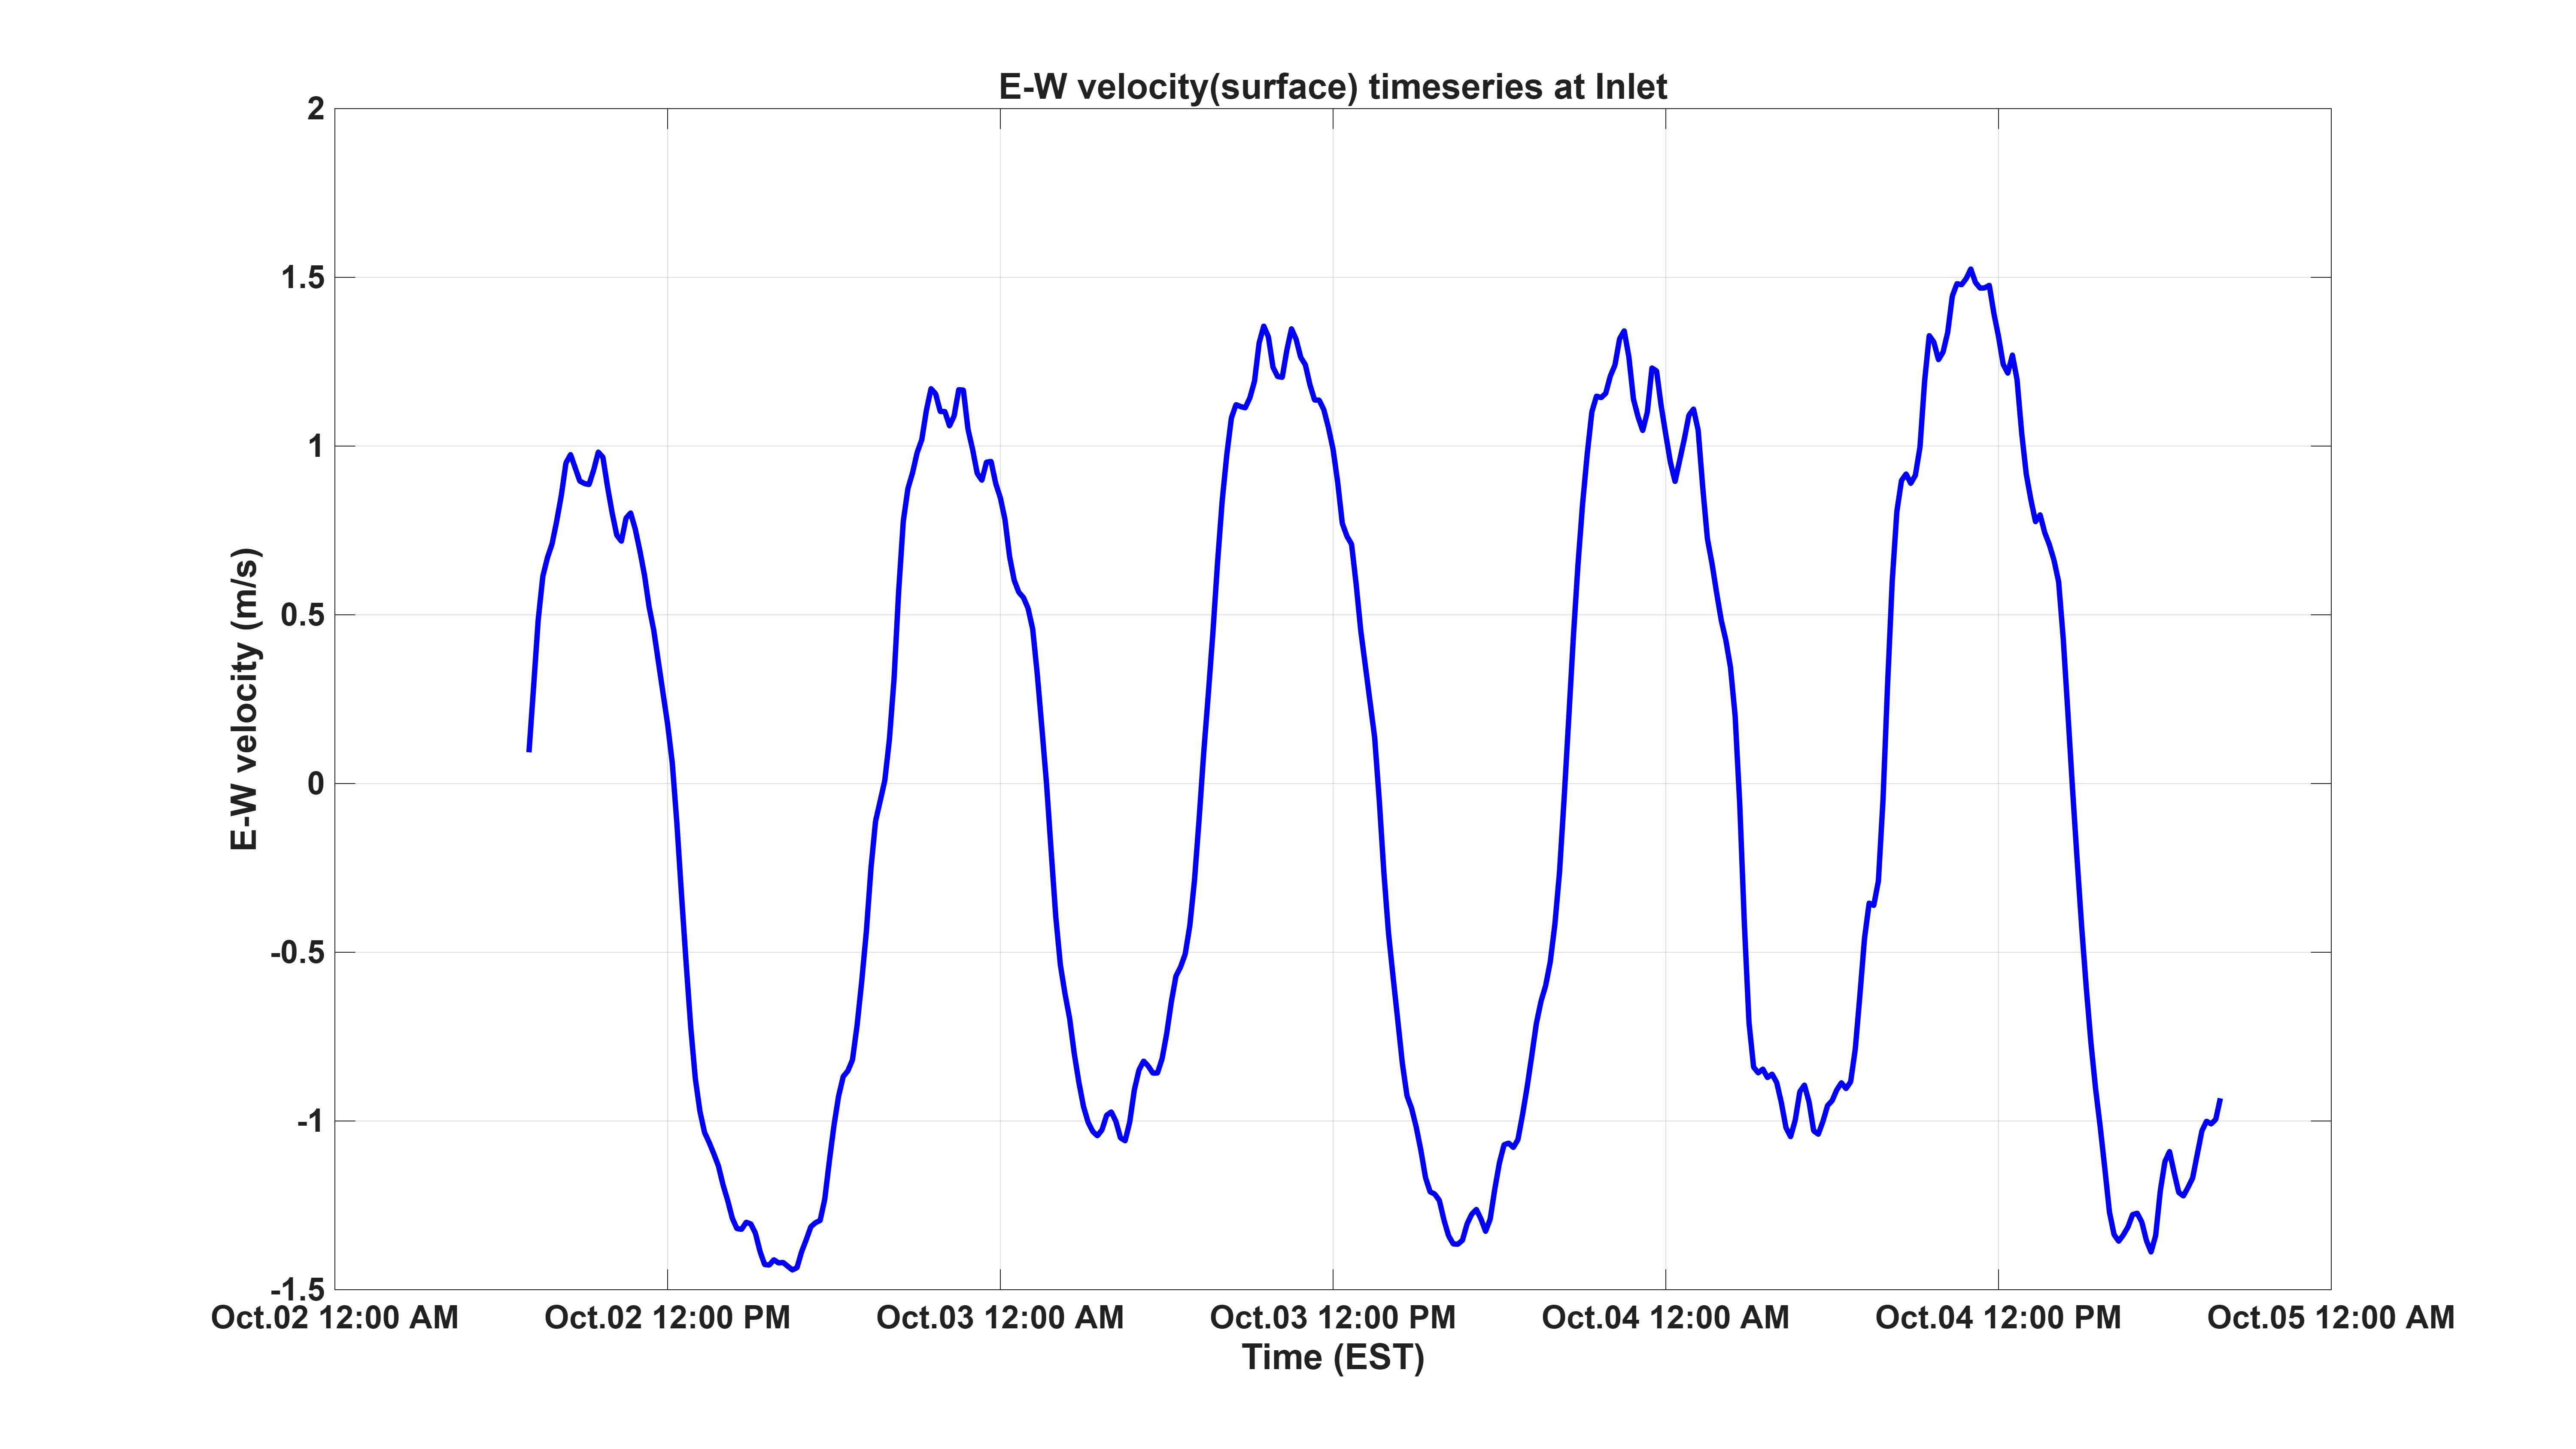 E-W velocity(surface) timeseries at Inlet
2
1.5
1
0.5
0
-0.5
-1
-1.5
E-W velocity (m/s)
Oct.02 12:00 AM Oct.02 12:00 PM Oct.03 12:00 AM Oct.03 12:00 PM Oct.04 12:00 AM Oct.04 12:00 PM Oct.05 12:00 AM
Time (EST)